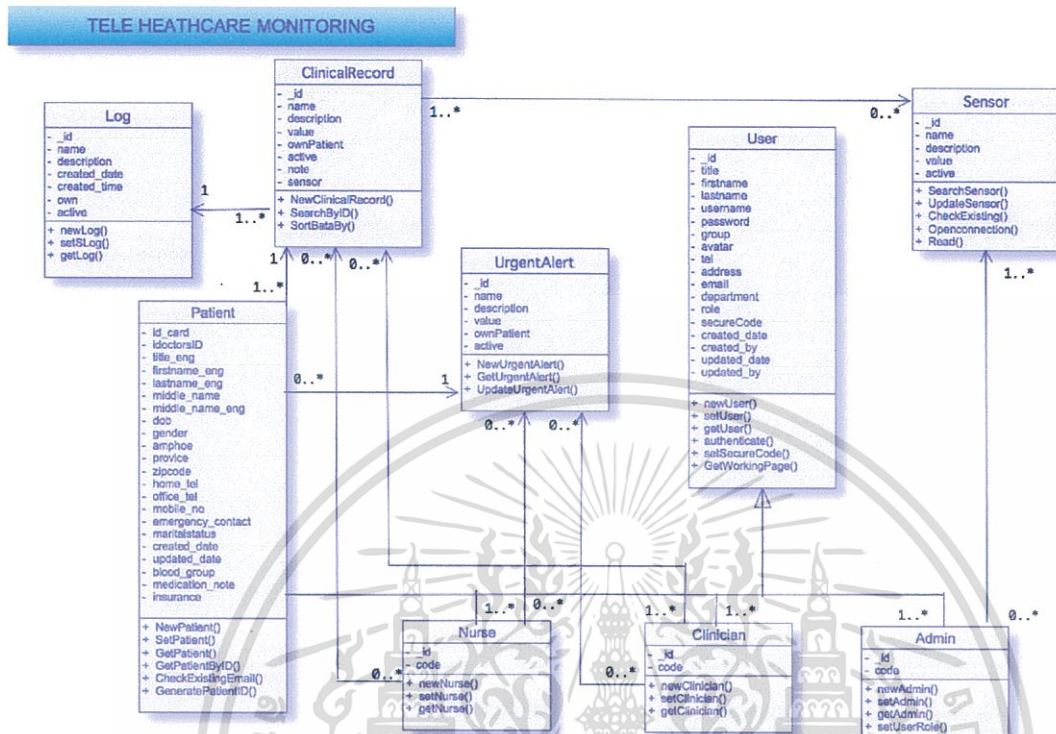 TELE HEATHCARE MONITORING
ClinicalRecord
- _id
- name
- description
- value
- ownPatient
- active
- note
- sensor
+ NewClinicalRecord()
+ SearchByID()
+ SortBataBy()
1..*
0..*
Sensor
- _id
- name
- description
- value
- active
+ SearchSensor()
+ UpdateSensor()
+ CheckExisting()
+ Openconnection()
+ Read()
1..*
Log
- _id
- name
- description
- created_date
- created_time
- own
- active
+ newLog()
+ setSLog()
+ getLog()
1
1..*
User
- _id
- title
- firstname
- lastname
- username
- password
- group
- avatar
- tel
- address
- email
- department
- role
- secureCode
- created_date
- created_by
- updated_date
- updated_by
+ newUser()
+ setUser()
+ getUser()
+ authenticate()
+ setSecureCode()
+ GetWorkingPage()
1
0..*
0..*
1..*
UrgentAlert
- _id
- name
- description
- value
- ownPatient
- active
+ NewUrgentAlert()
+ GetUrgentAlert()
+ UpdateUrgentAlert()
0..*
1
0..*
0..*
Patient
- id_card
- idoctorsID
- title_eng
- firstname_eng
- lastname_eng
- middle_name
- middle_name_eng
- dob
- gender
- amphoe
- provice
- zipcode
- home_tel
- office_tel
- mobile_no
- emergency_contact
- maritalstatus
- created_date
- updated_date
- blood_group
- medication_note
- insurance
+ NewPatient()
+ SetPatient()
+ GetPatient()
+ GetPatientByID()
+ CheckExistingEmail()
+ GeneratePatientID()
1..*
0..*
1..*
1..*
1..*
0..*
Nurse
- _id
- code
+ newNurse()
+ setNurse()
+ getNurse()
0..*
Clinician
- _id
- code
+ newClinician()
+ setClinician()
+ getClinician()
0..*
Admin
- _id
- code
+ newAdmin()
+ setAdmin()
+ getAdmin()
+ setUserRole()